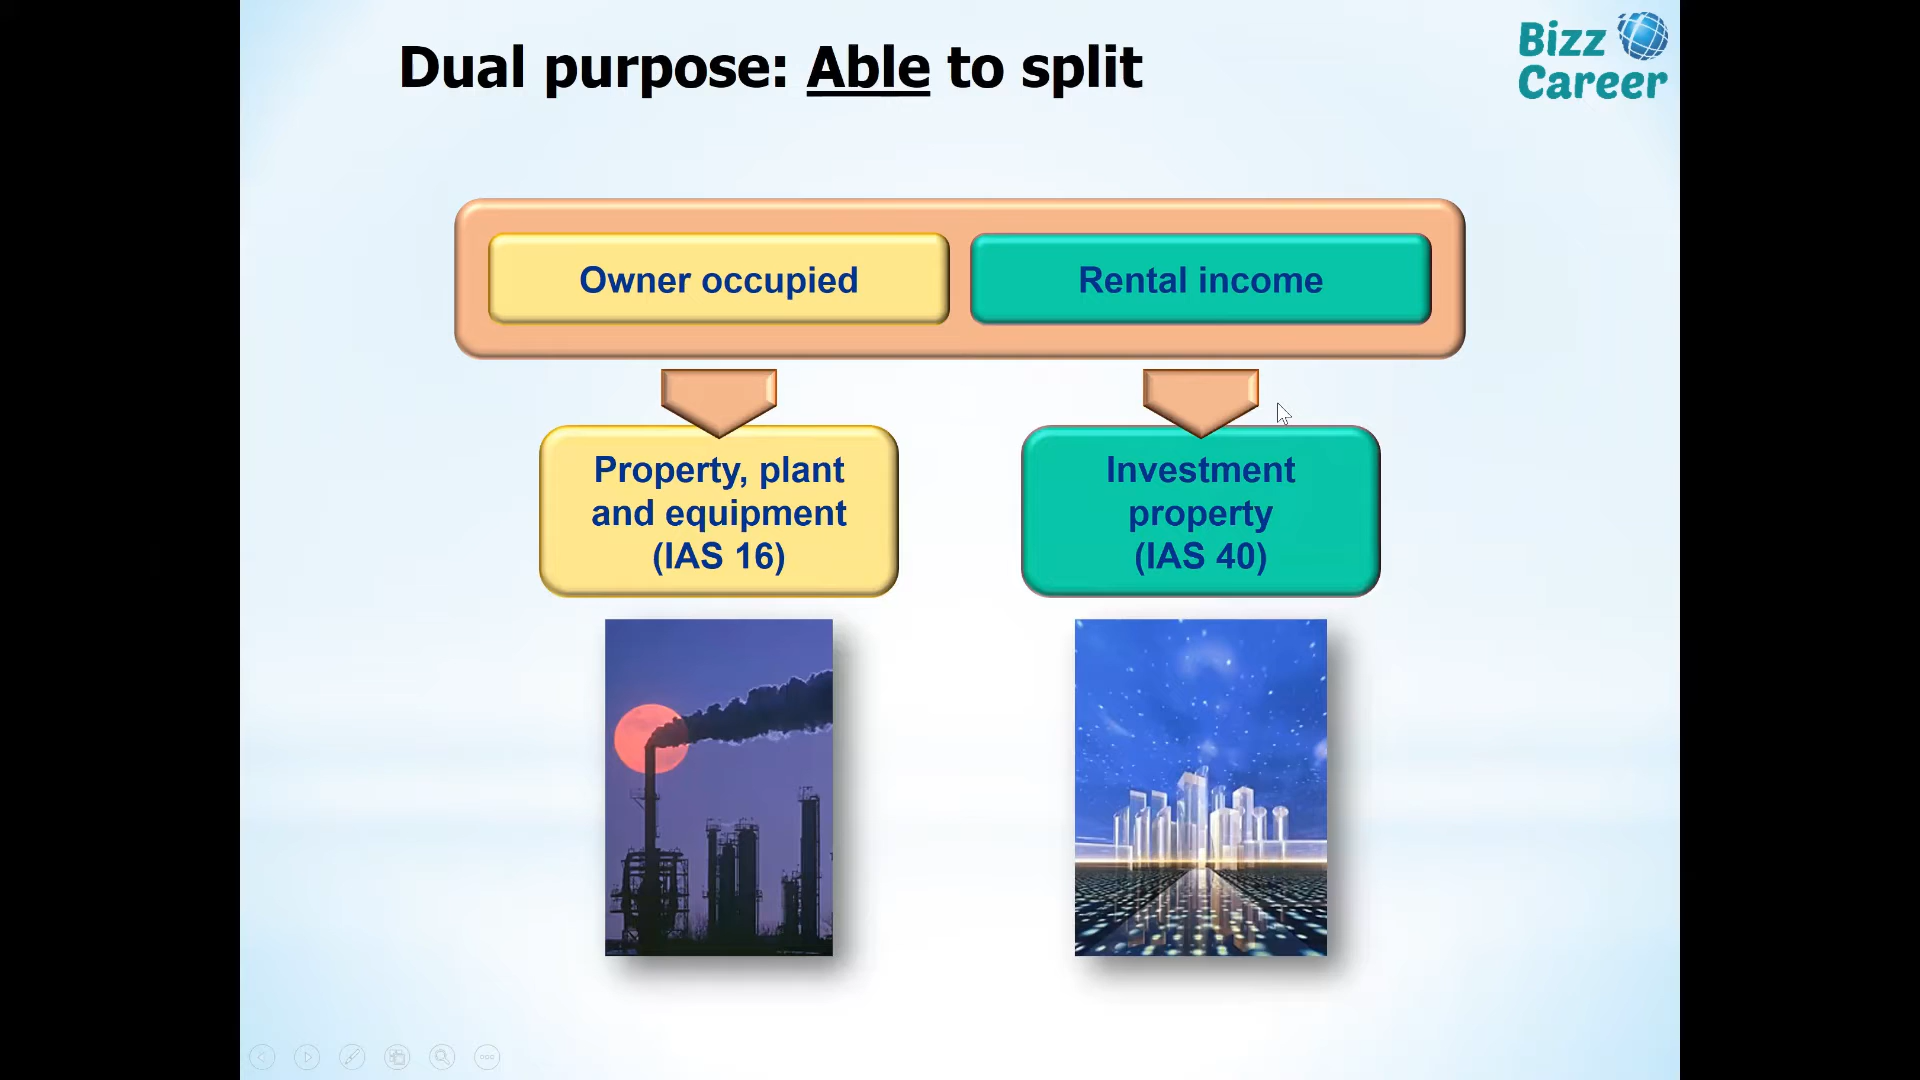 Dual purpose: Able to split
Bizz
Career
Owner occupied
Rental income
Property, plant
and equipment
(IAS 16)
Investment
property
(IAS 40)